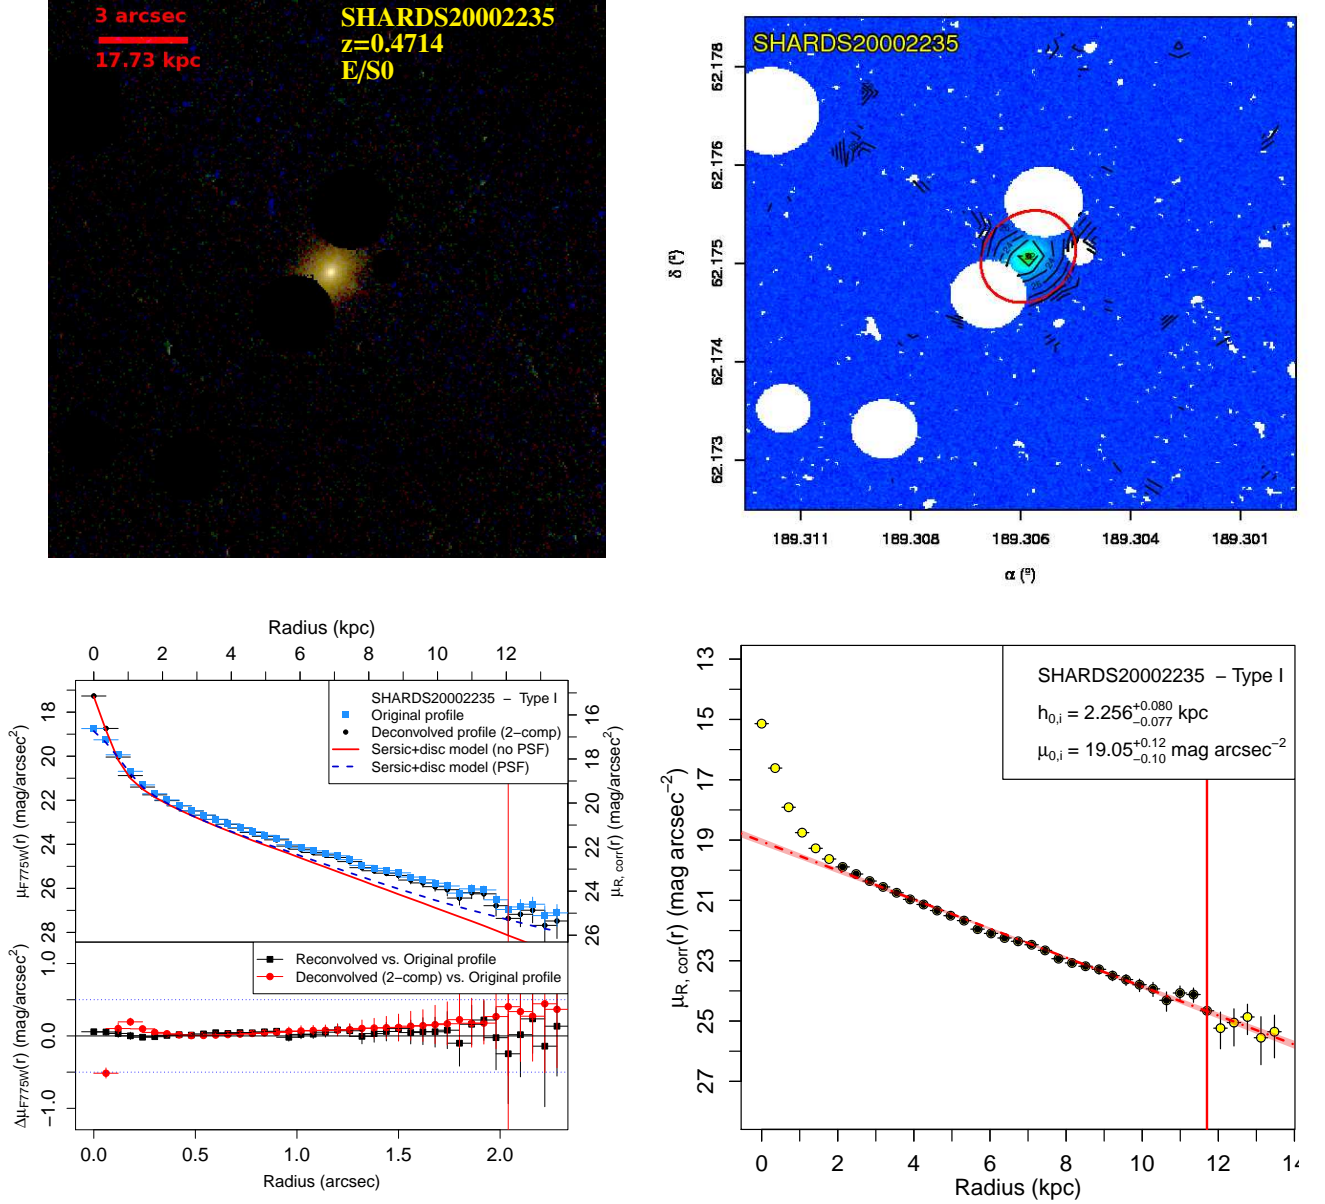 3 arcsec
17.73 kpc
SHARDS20002235
z=0.4714
E/S0
SHARDS20002235
62.178
62.176
62.175
62.174
62.173
δ (º)
189.311
189.308
189.306
189.304
189.301
α (º)
Radius (kpc)
0 2 4 6 8 10 12
SHARDS20002235 − Type I
Original profile
Deconvolved profile (2−comp)
Sersic+disc model (no PSF)
Sersic+disc model (PSF)
μF775W(r) (mag/arcsec²)
18
20
22
24
26
28
μR, corr(r) (mag/arcsec²)
16
18
20
22
24
26
Reconvolved vs. Original profile
Deconvolved (2−comp) vs. Original profile
ΔμF775W(r) (mag/arcsec²)
1.0
0.0
−1.0
0.0 0.5 1.0 1.5 2.0
Radius (arcsec)
SHARDS20002235 − Type I
h0,i = 2.256 +0.080 −0.077 kpc
μ0,i = 19.05 +0.12 −0.10 mag arcsec−2
μR, corr(r) (mag arcsec−2)
13
15
17
19
21
23
25
27
0 2 4 6 8 10 12 14
Radius (kpc)